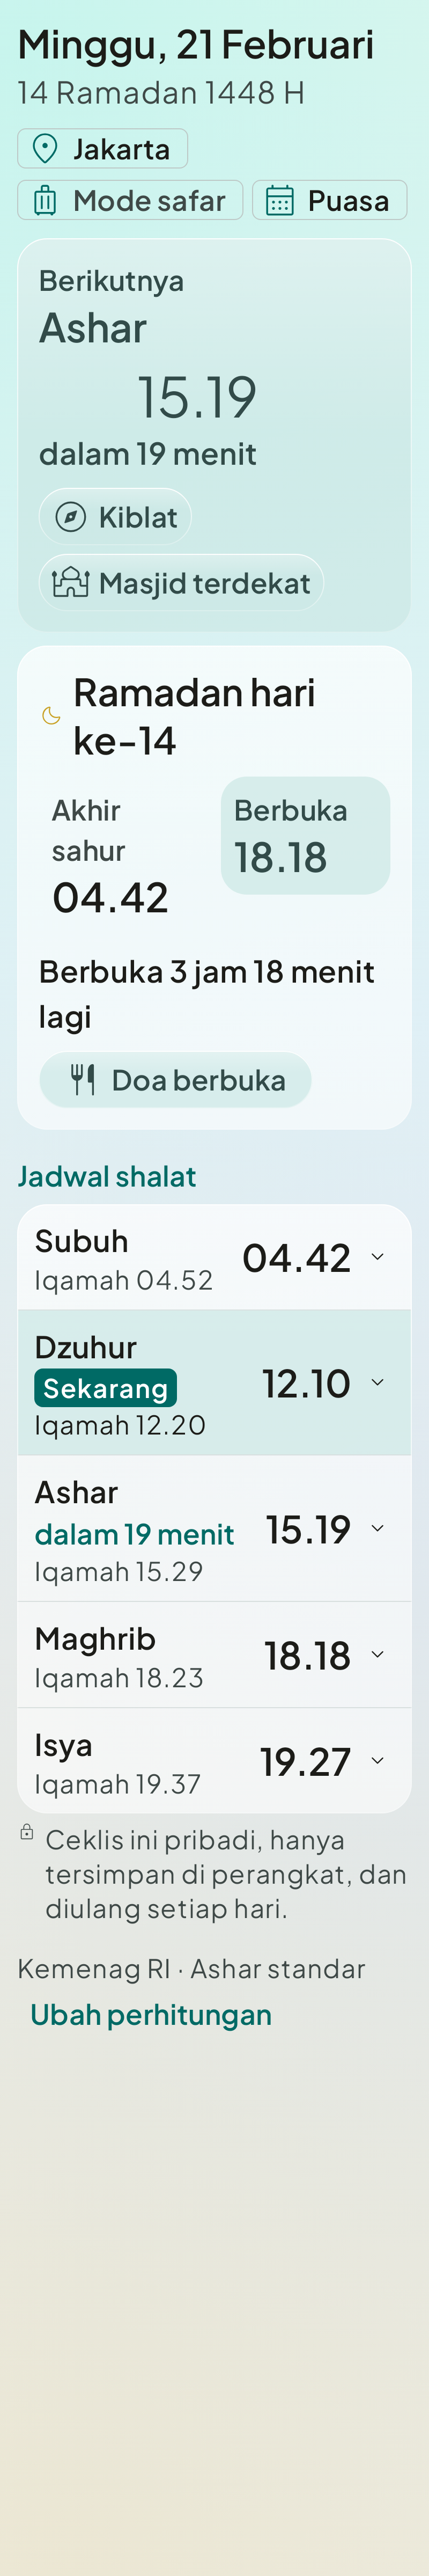 Minggu, 21 Februari
14 Ramadan 1448 H
Jakarta
Mode safar
Puasa
Berikutnya
Ashar
15.19
dalam 19 menit
Kiblat
Masjid terdekat
Ramadan hari
ke-14
Akhir
sahur
04.42
Berbuka
18.18
Berbuka 3 jam 18 menit
lagi
Doa berbuka
Jadwal shalat
Subuh
04.42
Iqamah 04.52
Dzuhur
Sekarang
12.10
Iqamah 12.20
Ashar
dalam 19 menit
15.19
Iqamah 15.29
Maghrib
18.18
Iqamah 18.23
Isya
19.27
Iqamah 19.37
Ceklis ini pribadi, hanya
tersimpan di perangkat, dan
diulang setiap hari.
Kemenag RI · Ashar standar
Ubah perhitungan